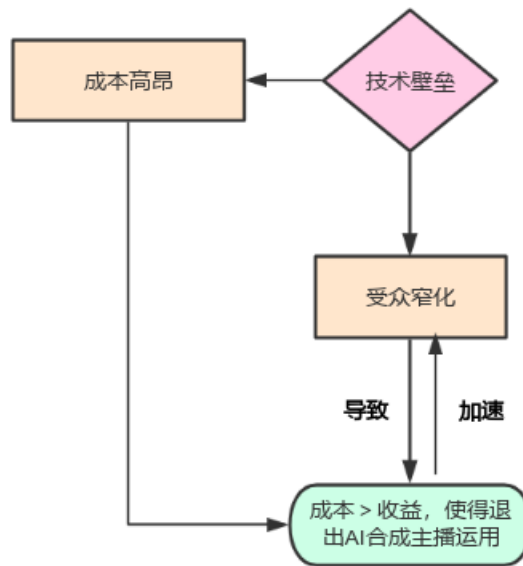 成本高昂
技术壁垒
受众窄化
导致
加速
成本＞收益，使得退
出AI合成主播运用